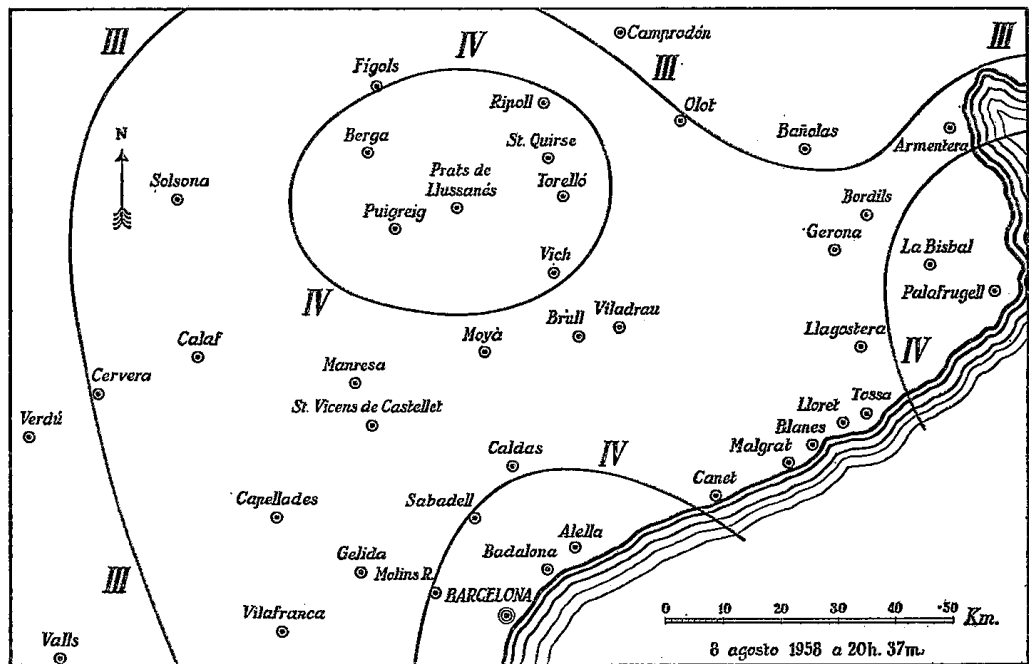 III
IV
III
Camprodón
III
Fígols
Ripoll
Olot
Berga
St. Quirse
Bañolas
Armentera
N
Solsona
Prats de
Llussanés
Torelló
Puigreig
Bordils
Gerona
La Bisbal
Vich
Palafrugell
IV
Brull
Viladrau
Moyà
Llagostera
IV
Calaf
Manresa
Cervera
Verdú
St. Vicens de Castellet
Lloret
Tossa
Blanes
Caldas
IV
Malgrat
Canet
Capellades
Sabadell
Alella
Gelida
Molins R.
Badalona
III
BARCELONA
Vilafranca
Valls
0 10 20 30 40 50 Km.
8 agosto 1958 a 20h. 37m.